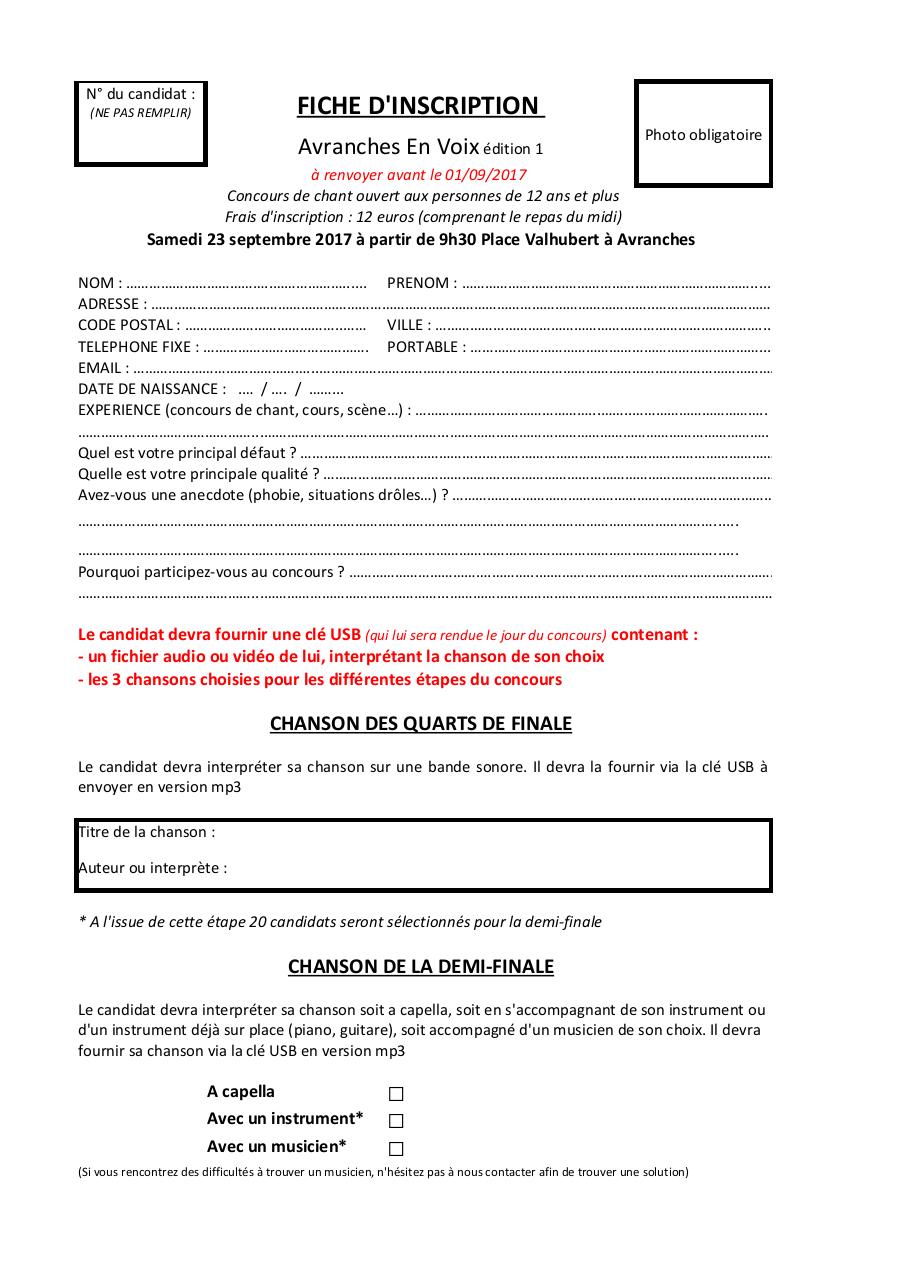 N° du candidat :
(NE PAS REMPLIR)
FICHE D'INSCRIPTION
Photo obligatoire
Avranches En Voix édition 1
à renvoyer avant le 01/09/2017
Concours de chant ouvert aux personnes de 12 ans et plus
Frais d'inscription : 12 euros (comprenant le repas du midi)
Samedi 23 septembre 2017 à partir de 9h30 Place Valhubert à Avranches
NOM : …………………………………………….... PRENOM : ……………………………………………………………….....
ADRESSE : ……………………………………………………………………………………………………………………………
CODE POSTAL : ……………………………………… VILLE : …………………………………………………………………..
TELEPHONE FIXE : ……………………………………. PORTABLE : …………………………………………………………………...
EMAIL : ……………………………………………………………………………………………………………………………………
DATE DE NAISSANCE : .... / .... / .........
EXPERIENCE (concours de chant, cours, scène…) : ……………………………………………………………………………….
……………………………………………………………………………………………………………………………………………………
Quel est votre principal défaut ? ………………………………………………………………………………………………………
Quelle est votre principale qualité ? …………………………………………………………………………………………………
Avez-vous une anecdote (phobie, situations drôles…) ? ………………………………………………………………………
………………………………………………………………………………………………………………………………………….....
………………………………………………………………………………………………………………………………………….....
Pourquoi participez-vous au concours ? ……………………………………………………………………………………………
……………………………………………………………………………………………………………………………………………………
Le candidat devra fournir une clé USB (qui lui sera rendue le jour du concours) contenant :
- un fichier audio ou vidéo de lui, interprétant la chanson de son choix
- les 3 chansons choisies pour les différentes étapes du concours
CHANSON DES QUARTS DE FINALE
Le candidat devra interpréter sa chanson sur une bande sonore. Il devra la fournir via la clé USB à
envoyer en version mp3
Titre de la chanson :
Auteur ou interprète :
* A l'issue de cette étape 20 candidats seront sélectionnés pour la demi-finale
CHANSON DE LA DEMI-FINALE
Le candidat devra interpréter sa chanson soit a capella, soit en s'accompagnant de son instrument ou
d'un instrument déjà sur place (piano, guitare), soit accompagné d'un musicien de son choix. Il devra
fournir sa chanson via la clé USB en version mp3
A capella ☐
Avec un instrument* ☐
Avec un musicien* ☐
(Si vous rencontrez des difficultés à trouver un musicien, n'hésitez pas à nous contacter afin de trouver une solution)